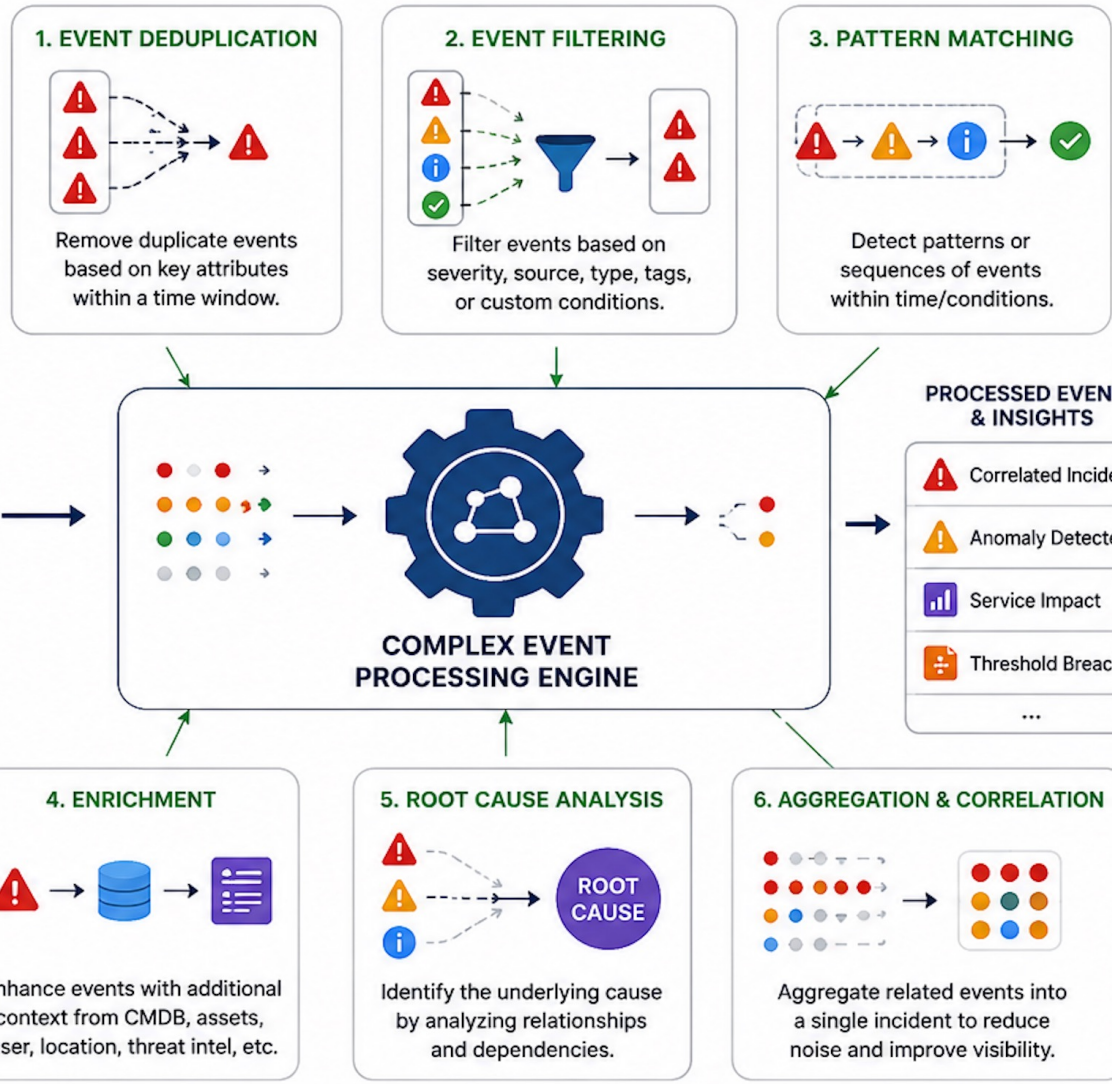 1. EVENT DEDUPLICATION
Remove duplicate events
based on key attributes
within a time window.
2. EVENT FILTERING
Filter events based on
severity, source, type, tags,
or custom conditions.
3. PATTERN MATCHING
Detect patterns or
sequences of events
within time/conditions.
COMPLEX EVENT
PROCESSING ENGINE
PROCESSED EVEN
& INSIGHTS
Correlated Incide
Anomaly Detecte
Service Impact
Threshold Breac
...
4. ENRICHMENT
nhance events with additional
context from CMDB, assets,
ser, location, threat intel, etc.
5. ROOT CAUSE ANALYSIS
ROOT
CAUSE
Identify the underlying cause
by analyzing relationships
and dependencies.
6. AGGREGATION & CORRELATION
Aggregate related events into
a single incident to reduce
noise and improve visibility.